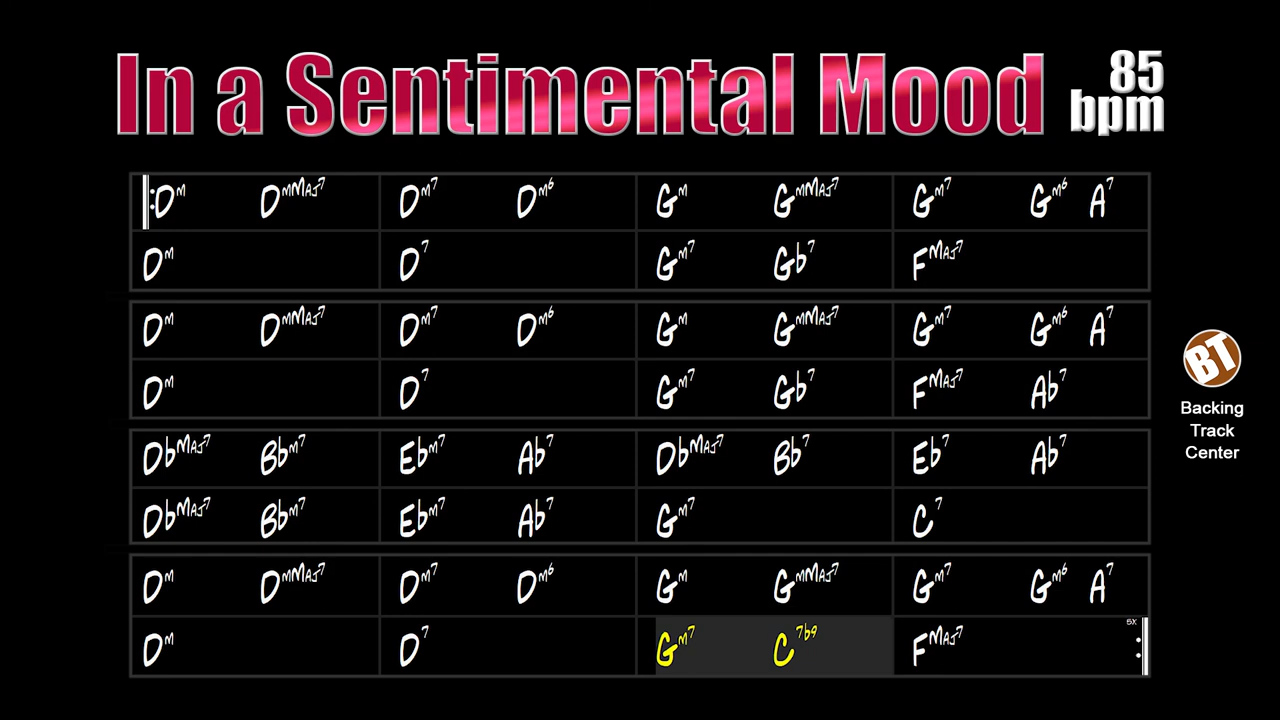 In a Sentimental Mood 85 bpm
Dm DmMaj7 Dm7 Dm6 Gm GmMaj7 Gm7 Gm6 A7
Dm D7 Gm7 Gb7 FMaj7
Dm DmMaj7 Dm7 Dm6 Gm GmMaj7 Gm7 Gm6 A7
Dm D7 Gm7 Gb7 FMaj7 Ab7
DbMaj7 Bbm7 Ebm7 Ab7 DbMaj7 Bb7 Eb7 Ab7
DbMaj7 Bbm7 Ebm7 Ab7 Gm7 C7
Dm DmMaj7 Dm7 Dm6 Gm GmMaj7 Gm7 Gm6 A7
Dm D7 Gm7 C7b9 FMaj7 5X
BT
Backing
Track
Center